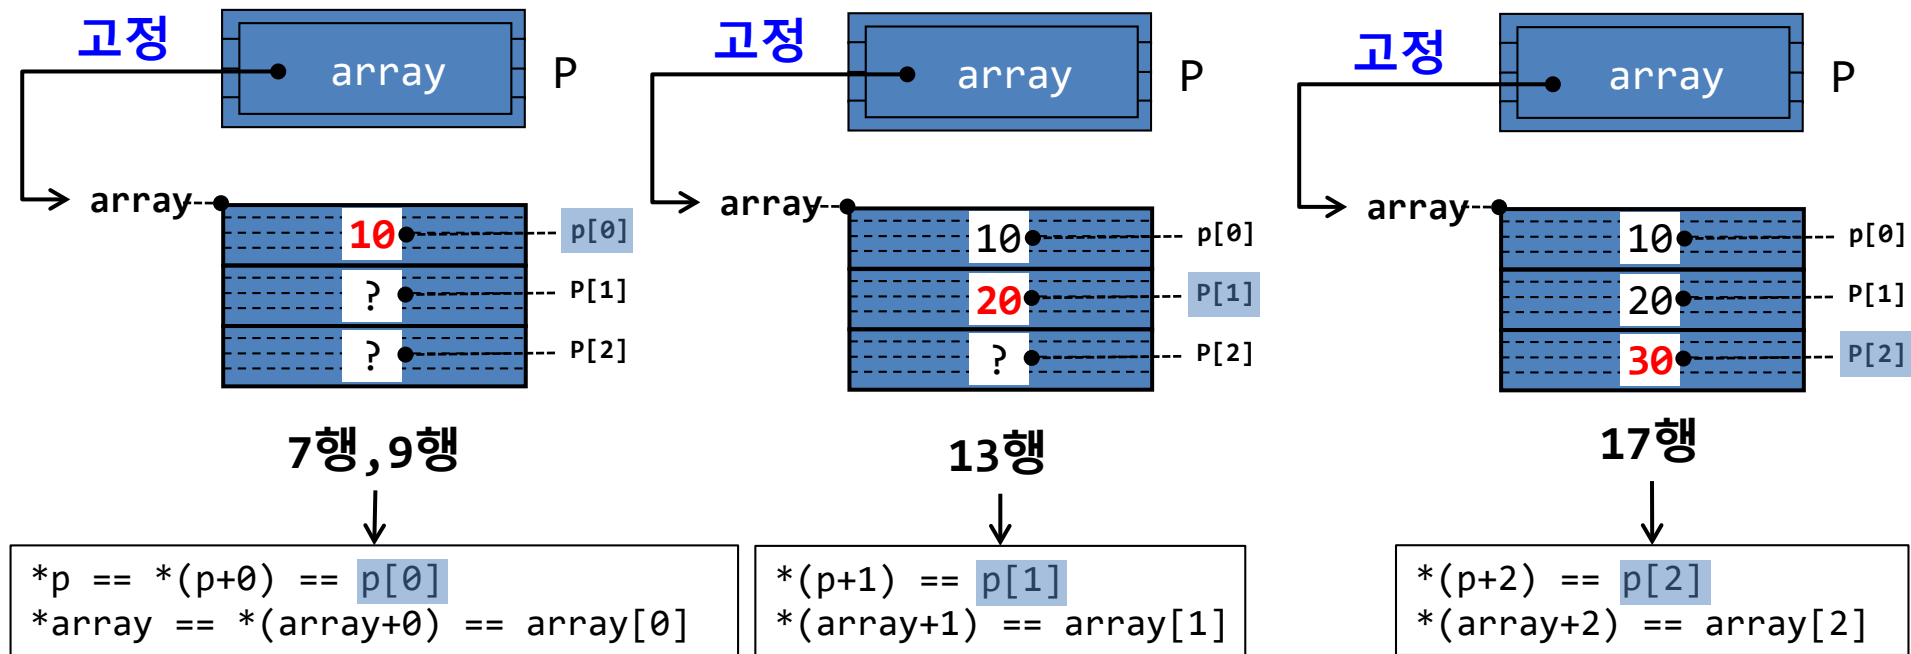 고정
array
P
array
10
p[0]
?
P[1]
?
P[2]
7행,9행
*p == *(p+0) == p[0]
*array == *(array+0) == array[0]
고정
array
P
array
10
p[0]
20
P[1]
?
P[2]
13행
*(p+1) == p[1]
*(array+1) == array[1]
고정
array
P
array
10
p[0]
20
P[1]
30
P[2]
17행
*(p+2) == p[2]
*(array+2) == array[2]